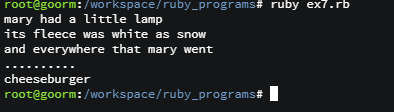 root@goorm:/workspace/ruby_programs# ruby ex7.rb
mary had a little lamp
its fleece was white as snow
and everywhere that mary went
..........
cheeseburger
root@goorm:/workspace/ruby_programs#